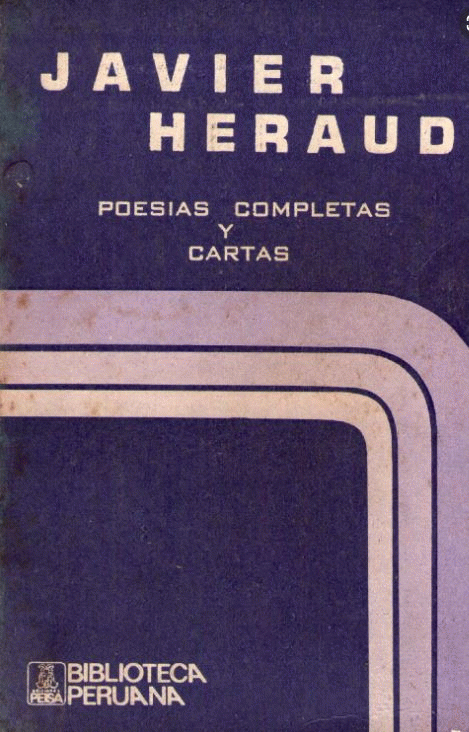 JAVIER
HERAUD
POESIAS COMPLETAS
Y
CARTAS
BIBLIOTECA
PERUANA
PEISA